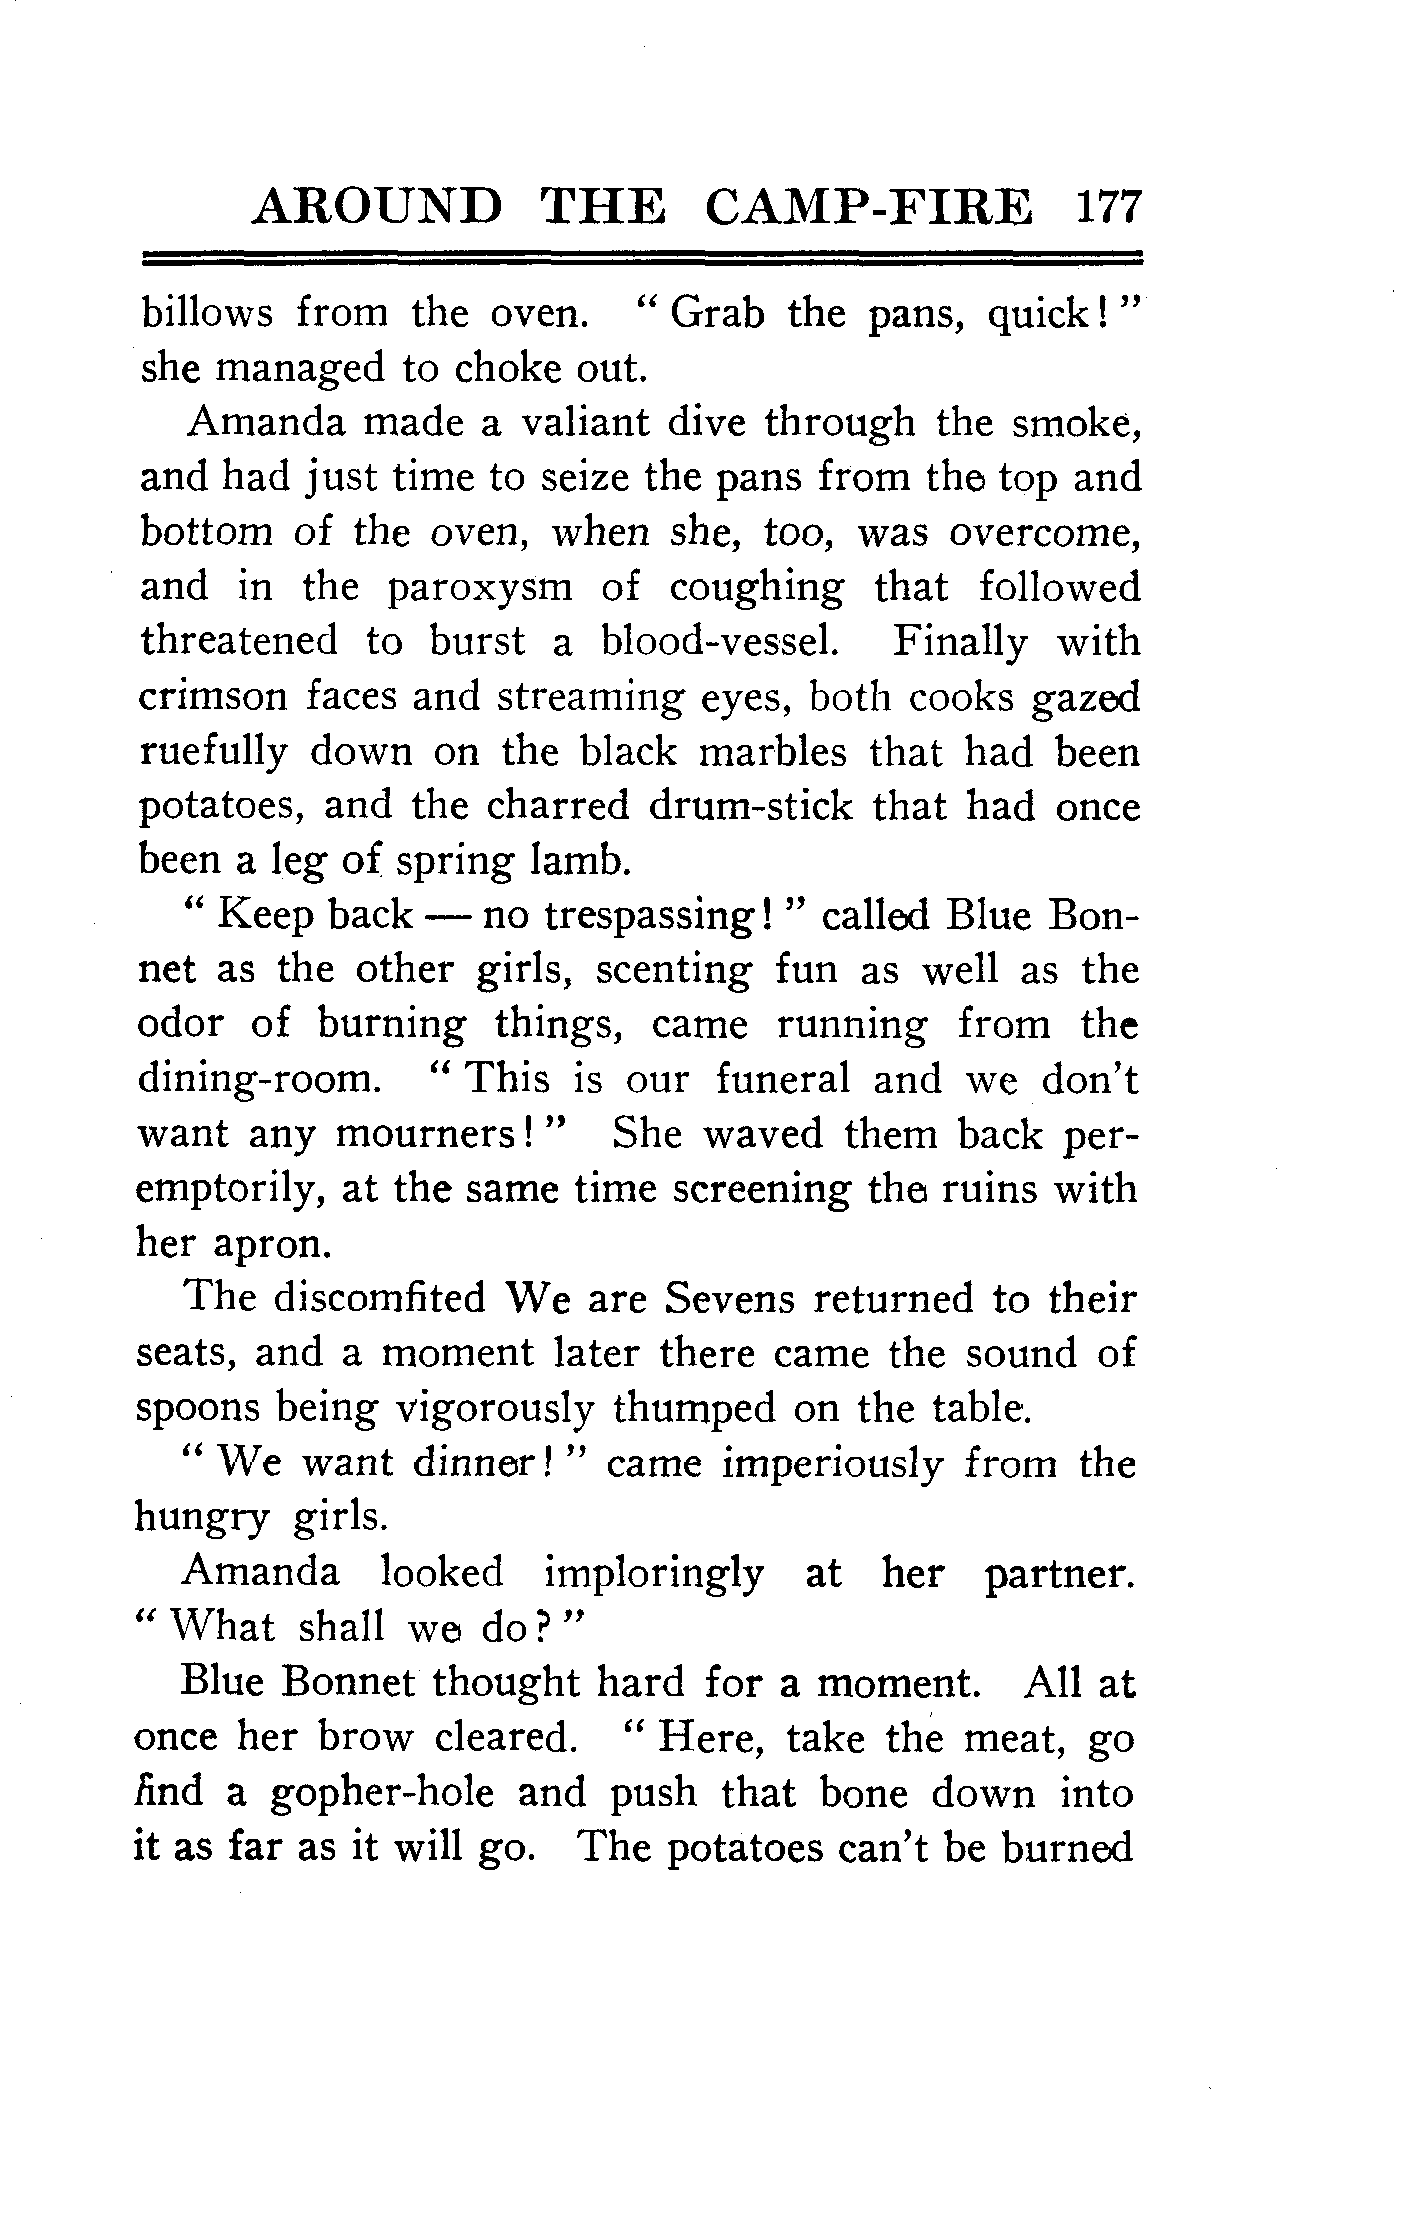 AROUND THE CAMP-FIRE 177
billows from the oven. " Grab the pans, quick! "
she managed to choke out.
Amanda made a valiant dive through the smoke,
and had just time to seize the pans from the top and
bottom of the oven, when she, too, was overcome,
and in the paroxysm of coughing that followed
threatened to burst a blood-vessel. Finally with
crimson faces and streaming eyes, both cooks gazed
ruefully down on the black marbles that had been
potatoes, and the charred drum-stick that had once
been a leg of spring lamb.
" Keep back — no trespassing! " called Blue Bon-
net as the other girls, scenting fun as well as the
odor of burning things, came running from the
dining-room. " This is our funeral and we don't
want any mourners! " She waved them back per-
emptorily, at the same time screening the ruins with
her apron.
The discomfited We are Sevens returned to their
seats, and a moment later there came the sound of
spoons being vigorously thumped on the table.
" We want dinner! " came imperiously from the
hungry girls.
Amanda looked imploringly at her partner.
" What shall we do? "
Blue Bonnet thought hard for a moment. All at
once her brow cleared. " Here, take the meat, go
find a gopher-hole and push that bone down into
it as far as it will go. The potatoes can't be burned